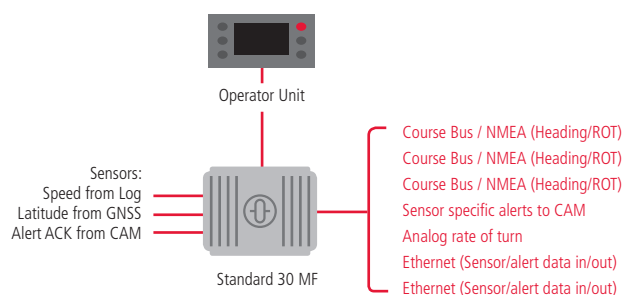 Operator Unit
Sensors:
Speed from Log
Latitude from GNSS
Alert ACK from CAM
Standard 30 MF
Course Bus / NMEA (Heading/ROT)
Course Bus / NMEA (Heading/ROT)
Course Bus / NMEA (Heading/ROT)
Sensor specific alerts to CAM
Analog rate of turn
Ethernet (Sensor/alert data in/out)
Ethernet (Sensor/alert data in/out)